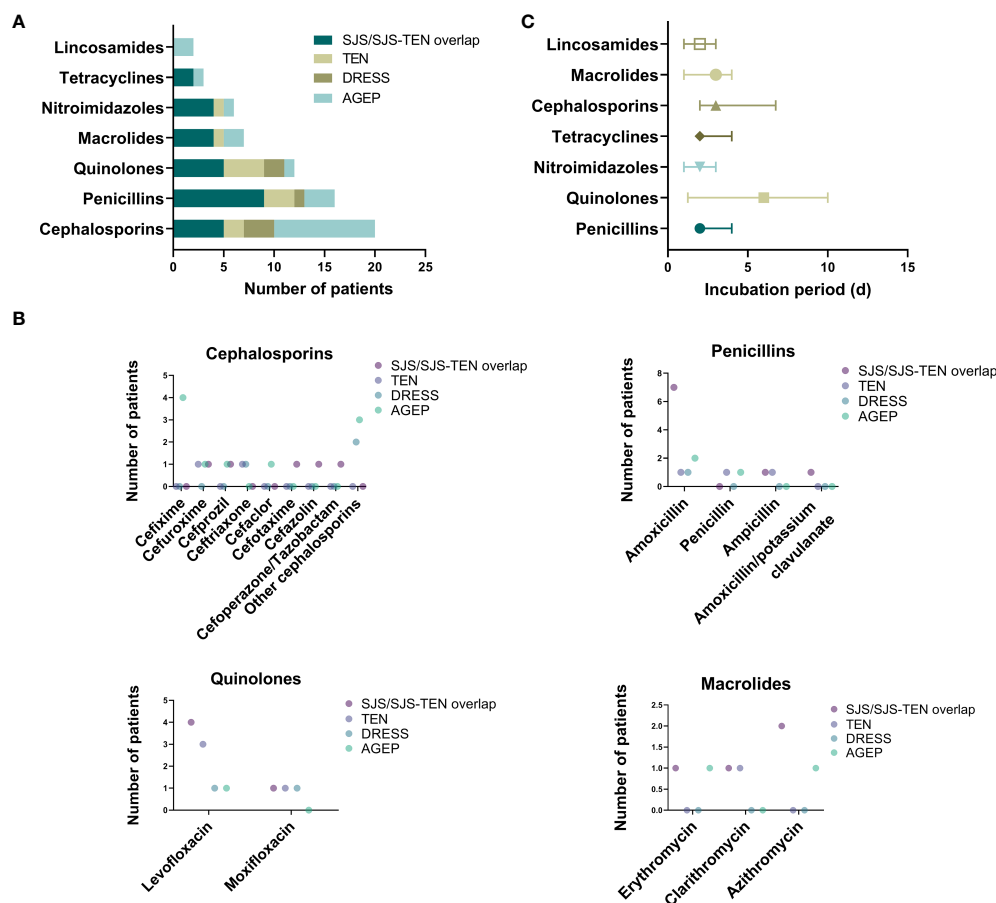 A
SJS/SJS-TEN overlap
TEN
DRESS
AGEP
Lincosamides
Tetracyclines
Nitroimidazoles
Macrolides
Quinolones
Penicillins
Cephalosporins
0 5 10 15 20 25
Number of patients
C
Lincosamides
Macrolides
Cephalosporins
Tetracyclines
Nitroimidazoles
Quinolones
Penicillins
0 5 10 15
Incubation period (d)
B
Cephalosporins
SJS/SJS-TEN overlap
TEN
DRESS
AGEP
Number of patients
5
4
3
2
1
0
Cefixime
Cefuroxime
Cefprozil
Ceftriaxone
Cefaclor
Cefotaxime
Cefazolin
Cefoperazone/Tazobactam
Other cephalosporins
Penicillins
SJS/SJS-TEN overlap
TEN
DRESS
AGEP
Number of patients
8
6
4
2
0
Amoxicillin
Penicillin
Ampicillin
Amoxicillin/potassium
clavulanate
Quinolones
SJS/SJS-TEN overlap
TEN
DRESS
AGEP
Number of patients
5
4
3
2
1
0
Levofloxacin
Moxifloxacin
Macrolides
SJS/SJS-TEN overlap
TEN
DRESS
AGEP
Number of patients
2.5
2.0
1.5
1.0
0.5
0.0
Erythromycin
Clarithromycin
Azithromycin